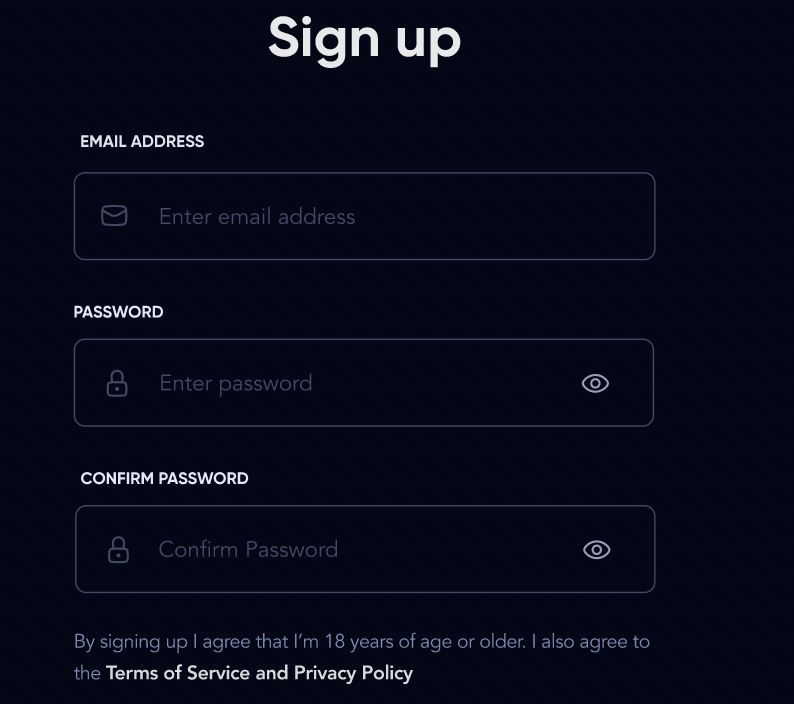 Sign up
EMAIL ADDRESS
Enter email address
PASSWORD
Enter password
CONFIRM PASSWORD
Confirm Password
By signing up I agree that I’m 18 years of age or older. I also agree to
the Terms of Service and Privacy Policy